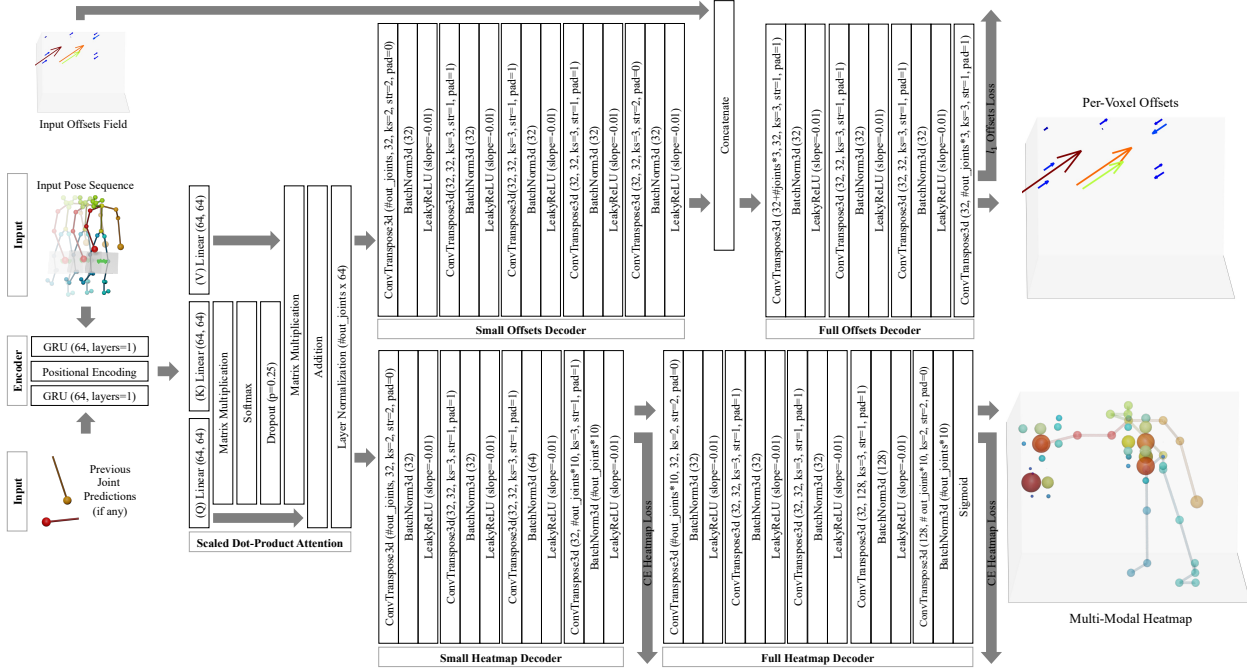 Input Offsets Field
Input
Input Pose Sequence
Encoder
GRU (64, layers=1)
Positional Encoding
GRU (64, layers=1)
Input
Previous
Joint
Predictions
(if any)
(V) Linear (64, 64)
(K) Linear (64, 64)
(Q) Linear (64, 64)
Matrix Multiplication
Softmax
Dropout (p=0.25)
Matrix Multiplication
Addition
Layer Normalization (#out_joints x 64)
Scaled Dot-Product Attention
ConvTranspose3d (#out_joints, 32, ks=2, str=2, pad=0)
BatchNorm3d (32)
LeakyReLU (slope=-0.01)
ConvTranspose3d(32, 32, ks=3, str=1, pad=1)
BatchNorm3d (32)
LeakyReLU (slope=-0.01)
ConvTranspose3d(32, 32, ks=3, str=1, pad=1)
BatchNorm3d (32)
LeakyReLU (slope=-0.01)
ConvTranspose3d (32, 32, ks=3, str=1, pad=1)
BatchNorm3d (32)
LeakyReLU (slope=-0.01)
ConvTranspose3d (32, 32, ks=3, str=2, pad=0)
BatchNorm3d (32)
LeakyReLU (slope=-0.01)
Small Offsets Decoder
Concatenate
ConvTranspose3d (32+#joints*3, 32, ks=3, str=1, pad=1)
BatchNorm3d (32)
LeakyReLU (slope=-0.01)
ConvTranspose3d (32, 32, ks=3, str=1, pad=1)
BatchNorm3d (32)
LeakyReLU (slope=-0.01)
ConvTranspose3d (32, 32, ks=3, str=1, pad=1)
BatchNorm3d (32)
LeakyReLU (slope=-0.01)
ConvTranspose3d (32, #out_joints*3, ks=3, str=1, pad=1)
Full Offsets Decoder
l1 Offsets Loss
Per-Voxel Offsets
ConvTranspose3d (#out_joints, 32, ks=2, str=2, pad=0)
BatchNorm3d (32)
LeakyReLU (slope=-0.01)
ConvTranspose3d(32, 32, ks=3, str=1, pad=1)
BatchNorm3d (32)
LeakyReLU (slope=-0.01)
ConvTranspose3d(32, 32, ks=3, str=1, pad=1)
BatchNorm3d (64)
LeakyReLU (slope=-0.01)
ConvTranspose3d (32, #out_joints*10, ks=3, str=1, pad=1)
BatchNorm3d (#out_joints*10)
LeakyReLU (slope=-0.01)
Small Heatmap Decoder
CE Heatmap Loss
ConvTranspose3d (#out_joints*10, 32, ks=2, str=2, pad=0)
BatchNorm3d (32)
LeakyReLU (slope=-0.01)
ConvTranspose3d (32, 32, ks=3, str=1, pad=1)
BatchNorm3d (32)
LeakyReLU (slope=-0.01)
ConvTranspose3d (32, 32, ks=3, str=1, pad=1)
BatchNorm3d (32)
LeakyReLU (slope=-0.01)
ConvTranspose3d (32, 128, ks=3, str=1, pad=1)
BatchNorm3d (128)
LeakyReLU (slope=-0.01)
ConvTranspose3d (128, # out_joints*10, ks=2, str=2, pad=0)
BatchNorm3d (#out_joints*10)
Sigmoid
Full Heatmap Decoder
CE Heatmap Loss
Multi-Modal Heatmap